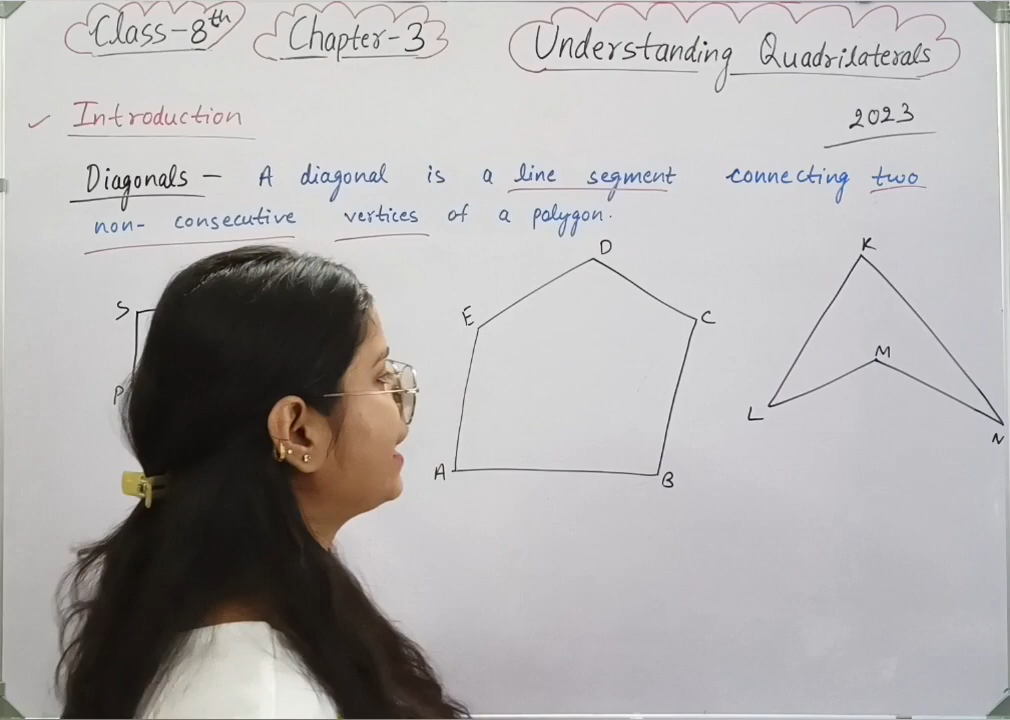 Class-8th Chapter-3 Understanding Quadrilaterals
Introduction 2023
Diagonals - A diagonal is a line segment connecting two
non-consecutive vertices of a polygon.
D K
S E C
M
P L
A B N